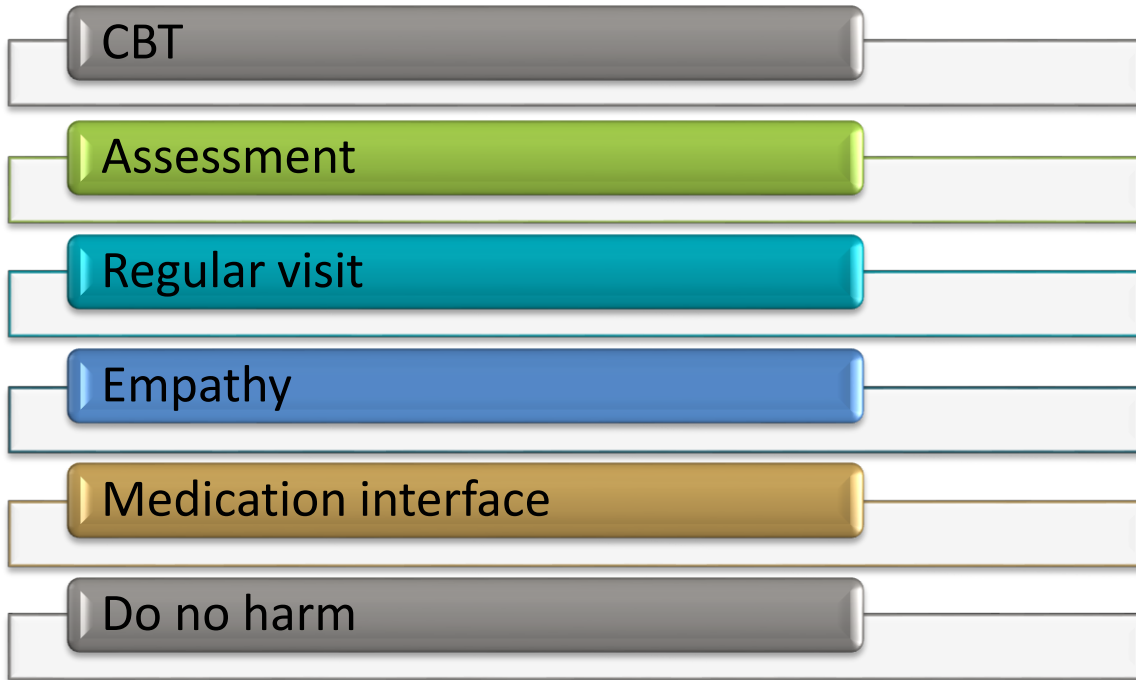 CBT
Assessment
Regular visit
Empathy
Medication interface
Do no harm